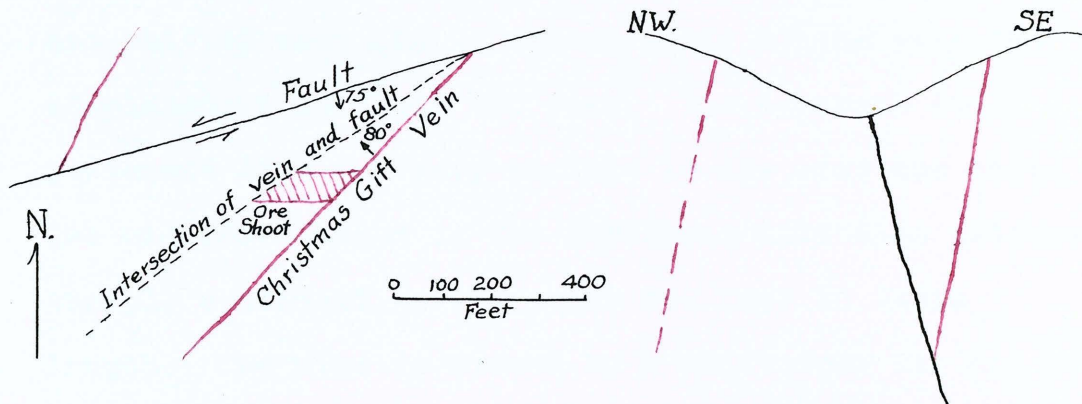 NW.
SE
Fault
75°
80°
Intersection of vein and fault
Christmas Gift Vein
Ore
Shoot
N.
0 100 200 400
Feet